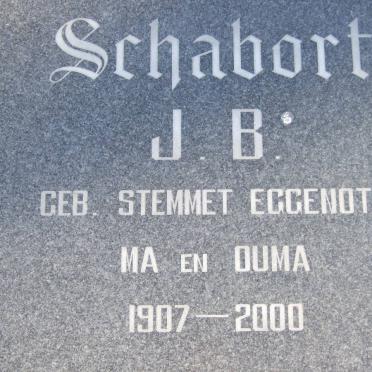 Schabort
J. B.
GEB. STEMMET EGGENOT
MA EN OUMA
1907—2000